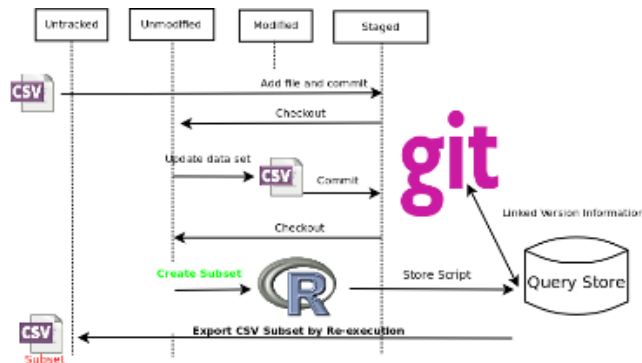 Untracked
Unmodified
Modified
Staged
CSV
Add file and commit
Checkout
git
Update data set
CSV
Commit
Linked Version Information
Checkout
Create Subset
R
Store Script
Query Store
Export CSV Subset by Re-execution
CSV
Subset